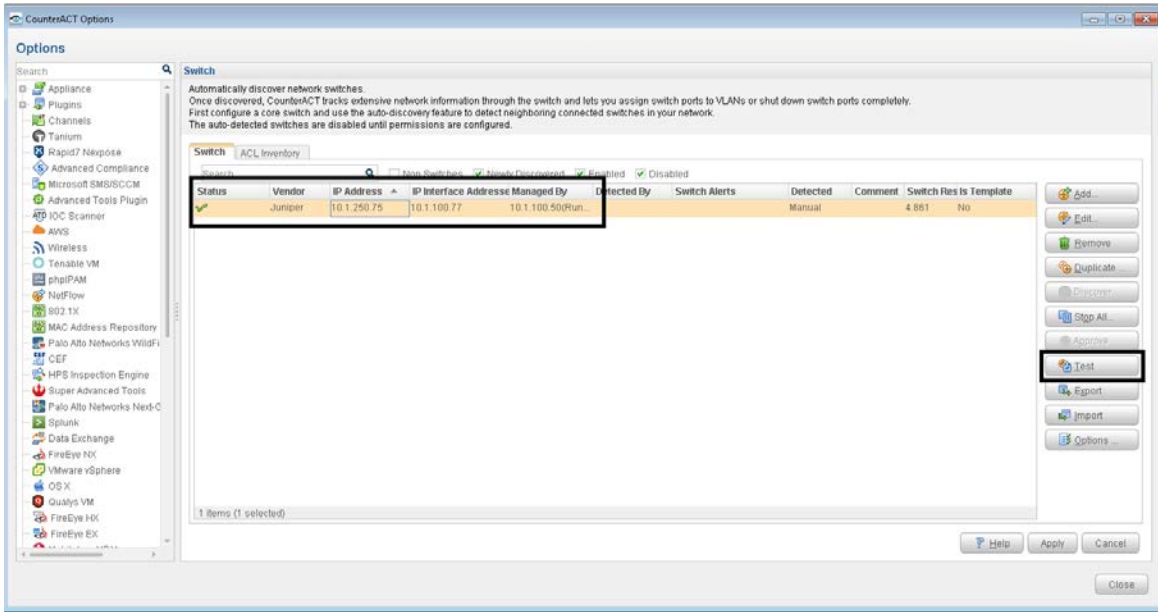 CounterACT Options
Options
Search
Appliance
Plugins
Channels
Tanium
Rapid7 Nexpose
Advanced Compliance
Microsoft SMS/SCCM
Advanced Tools Plugin
IOC Scanner
AWS
Wireless
Tenable VM
phpIPAM
NetFlow
802.1X
MAC Address Repository
Palo Alto Networks WildFi
CEF
HPS Inspection Engine
Super Advanced Tools
Palo Alto Networks Next-G
Splunk
Data Exchange
FireEye NX
VMware vSphere
OS X
Qualys VM
FireEye HX
FireEye EX
Switch
Automatically discover network switches.
Once discovered, CounterACT tracks extensive network information through the switch and lets you assign switch ports to VLANs or shut down switch ports completely.
First configure a core switch and use the auto-discovery feature to detect neighboring connected switches in your network.
The auto-detected switches are disabled until permissions are configured.
Switch ACL Inventory
Search Non Switches Newly Discovered Enabled Disabled
Status Vendor IP Address IP Interface Addresse Managed By Detected By Switch Alerts Detected Comment Switch Res Is Template
Juniper 10.1.250.75 10.1.100.77 10.1.100.50(Run... Manual 4.861 No
1 items (1 selected)
Add...
Edit...
Remove
Duplicate ...
Discover
Stop All...
Approve
Test
Export
Import
Options ...
Help Apply Cancel
Close